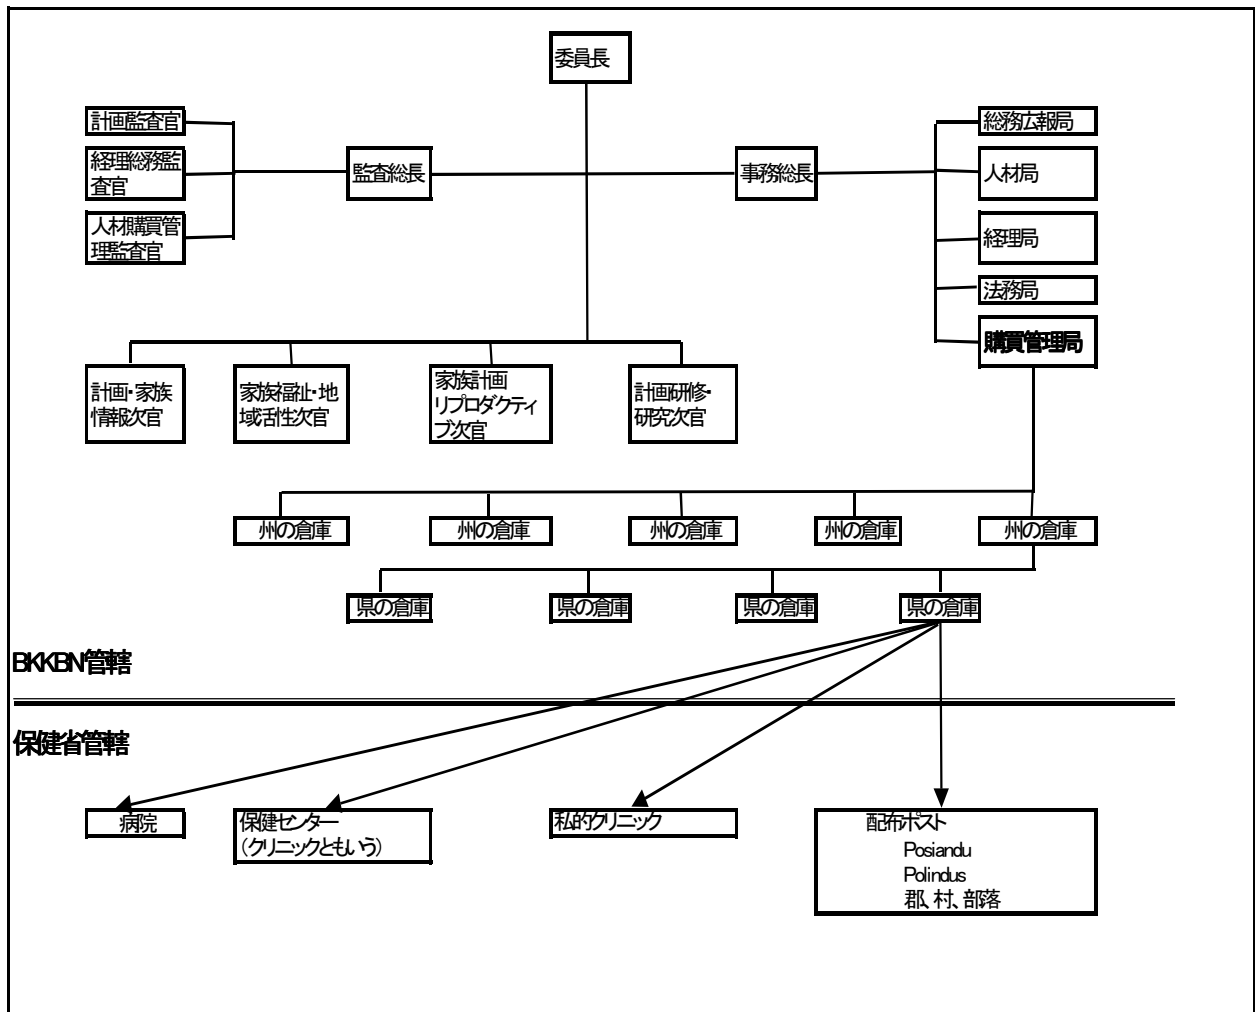 委員長
計画監査官
経理総務監
査官
人材購買管
理監査官
監査総長
事務総長
総務広報局
人材局
経理局
法務局
購買管理局
計画・家族
情報次官
家族福祉・地
域活性次官
家族計画
リプロダクティ
ブ次官
計画研修・
研究次官
州の倉庫
州の倉庫
州の倉庫
州の倉庫
州の倉庫
県の倉庫
県の倉庫
県の倉庫
県の倉庫
BKKBN管轄
保健省管轄
病院
保健センター
（クリニックともいう）
私的クリニック
配布ポスト
Posiandu
Polindus
郡、村、部落